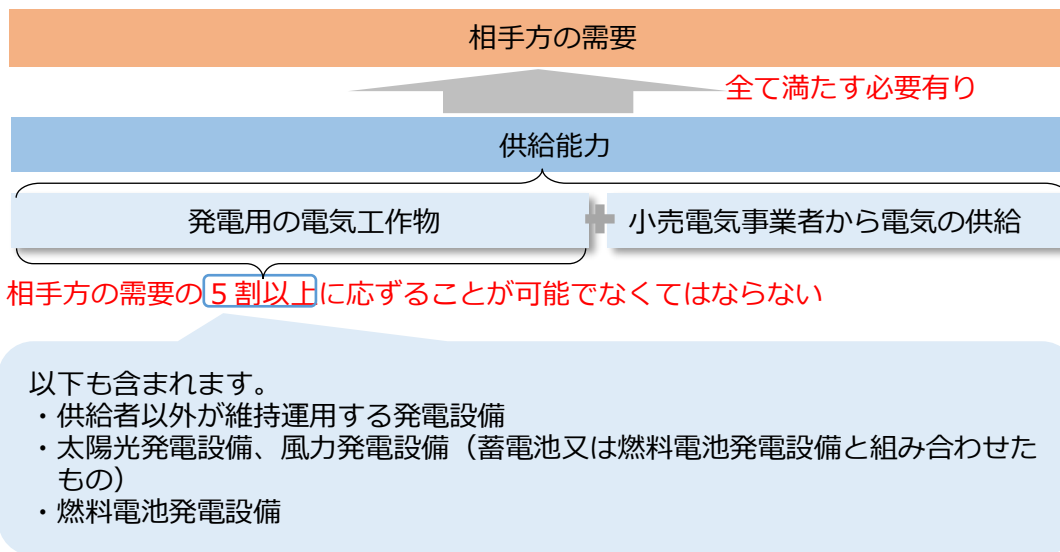 相手方の需要
全て満たす必要有り
供給能力
発電用の電気工作物
小売電気事業者から電気の供給
相手方の需要の5割以上に応ずることが可能でなくてはならない
以下も含まれます。
・供給者以外が維持運用する発電設備
・太陽光発電設備、風力発電設備（蓄電池又は燃料電池発電設備と組み合わせた
もの）
・燃料電池発電設備